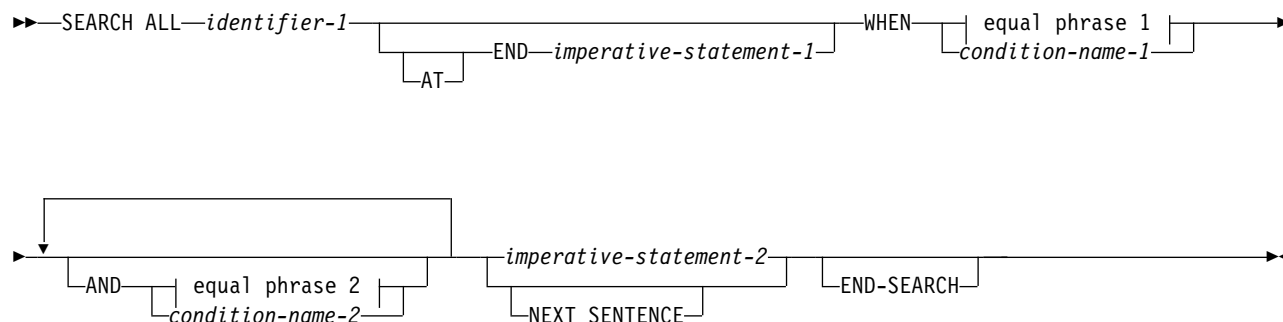 SEARCH ALL identifier-1 WHEN equal phrase 1
END imperative-statement-1 condition-name-1
AT
imperative-statement-2
AND equal phrase 2 END-SEARCH
condition-name-2 NEXT SENTENCE